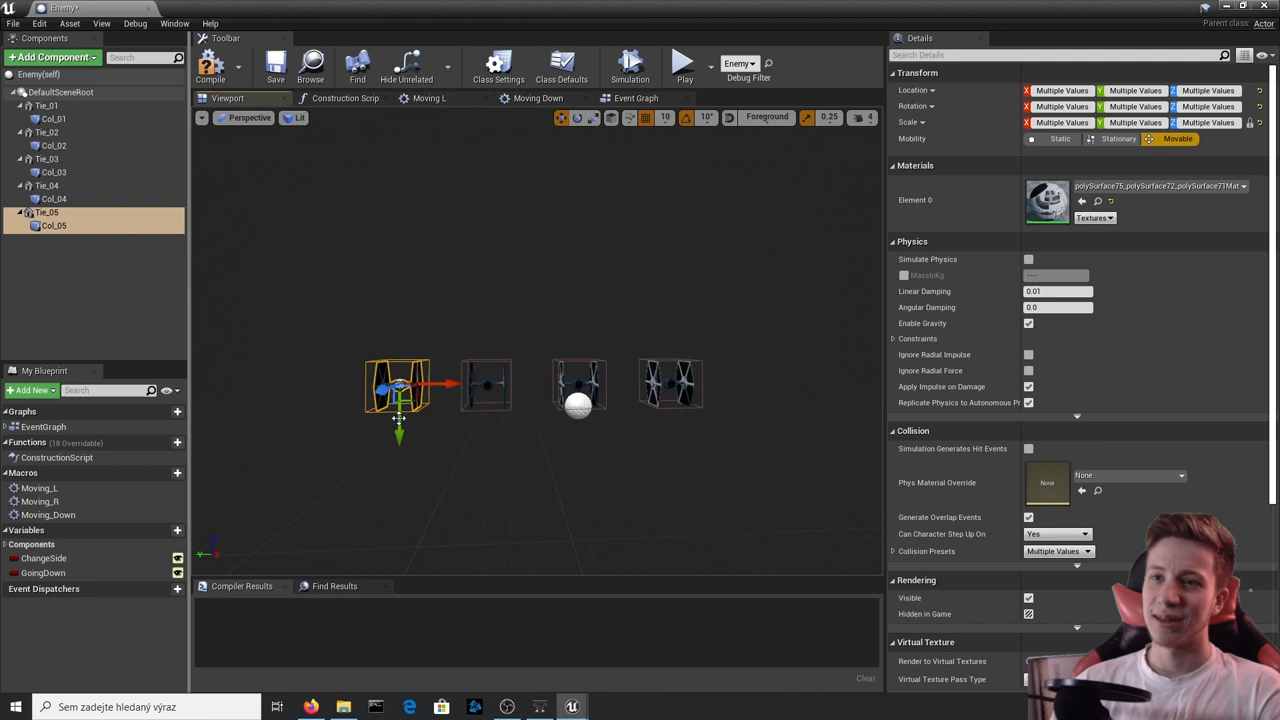 Enemy*
File Edit Asset View Debug Window Help
Parent class: Actor
Components
Toolbar
Details
+Add Component
Search
Enemy(self)
DefaultSceneRoot
Tie_01
Col_01
Tie_02
Col_02
Tie_03
Col_03
Tie_04
Col_04
Tie_05
Col_05
Compile
Save
Browse
Find
Hide Unrelated
Class Settings
Class Defaults
Simulation
Play
Enemy
Debug Filter
Viewport
Construction Scrip
Moving L
Moving Down
Event Graph
Perspective
Lit
10
10°
Foreground
0.25
4
My Blueprint
+Add New
Search
Graphs
EventGraph
Functions (18 Overridable)
ConstructionScript
Macros
Moving_L
Moving_R
Moving_Down
Variables
Components
ChangeSide
GoingDown
Event Dispatchers
Compiler Results
Find Results
Clear
Search Details
Transform
Location X Multiple Values Y Multiple Values Z Multiple Values
Rotation X Multiple Values Y Multiple Values Z Multiple Values
Scale X Multiple Values Y Multiple Values Z Multiple Values
Mobility Static Stationary Movable
Materials
Element 0
polySurface75_polySurface72_polySurface71Mat
Textures
Physics
Simulate Physics
MassInKg
Linear Damping 0.01
Angular Damping 0.0
Enable Gravity
Constraints
Ignore Radial Impulse
Ignore Radial Force
Apply Impulse on Damage
Replicate Physics to Autonomous Pr
Collision
Simulation Generates Hit Events
Phys Material Override None None
Generate Overlap Events
Can Character Step Up On Yes
Collision Presets Multiple Values
Rendering
Visible
Hidden in Game
Virtual Texture
Render to Virtual Textures
Virtual Texture Pass Type
Sem zadejte hledaný výraz